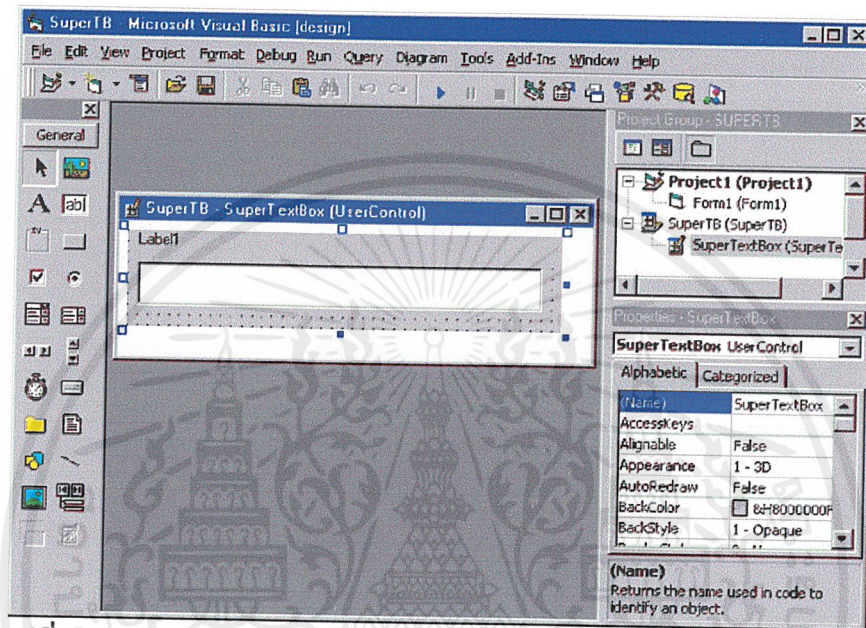 SuperTB - Microsoft Visual Basic [design]
File Edit View Project Format Debug Run Query Diagram Tools Add-Ins Window Help
General
A ab|
SuperTB - SuperTextBox (UserControl)
Label1
Project Group - SUPERTB
Project1 (Project1)
Form1 (Form1)
SuperTB (SuperTB)
SuperTextBox (SuperTe
Properties - SuperTextBox
SuperTextBox UserControl
Alphabetic Categorized
(Name) SuperTextBox
AccessKeys
Alignable False
Appearance 1 - 3D
AutoRedraw False
BackColor &H8000000F
BackStyle 1 - Opaque
(Name)
Returns the name used in code to
identify an object.